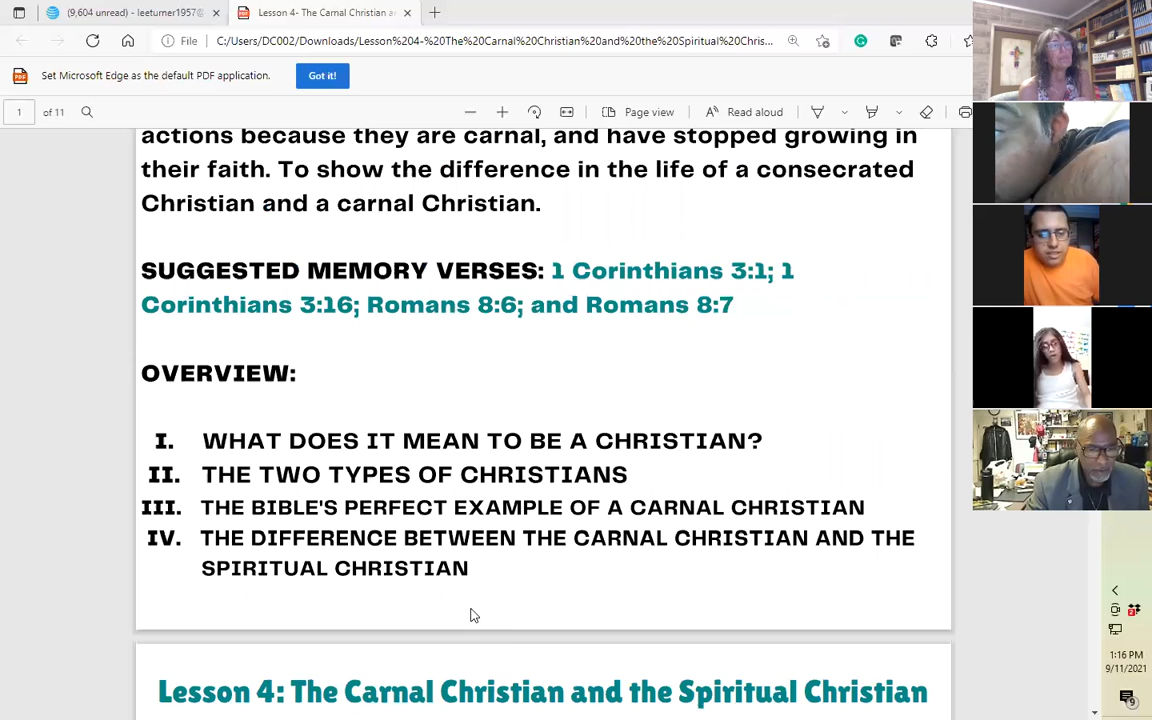 (9,604 unread) - leeturner1957@
Lesson 4- The Carnal Christian a
File
C:/Users/DC002/Downloads/Lesson%204-%20The%20Carnal%20Christian%20and%20the%20Spiritual%20Chris...
Set Microsoft Edge as the default PDF application.
Got it!
1 of 11
Page view
Read aloud
actions because they are carnal, and have stopped growing in
their faith. To show the difference in the life of a consecrated
Christian and a carnal Christian.
SUGGESTED MEMORY VERSES: 1 Corinthians 3:1; 1
Corinthians 3:16; Romans 8:6; and Romans 8:7
OVERVIEW:
I. WHAT DOES IT MEAN TO BE A CHRISTIAN?
II. THE TWO TYPES OF CHRISTIANS
III. THE BIBLE'S PERFECT EXAMPLE OF A CARNAL CHRISTIAN
IV. THE DIFFERENCE BETWEEN THE CARNAL CHRISTIAN AND THE
SPIRITUAL CHRISTIAN
Lesson 4: The Carnal Christian and the Spiritual Christian
2
1:16 PM
9/11/2021
9